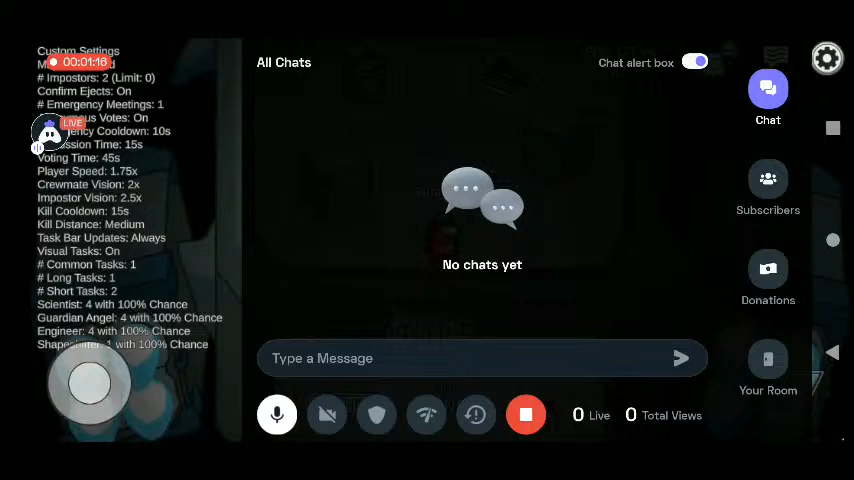 Custom Settings
00:01:16
# Impostors: 2 (Limit: 0)
Confirm Ejects: On
# Emergency Meetings: 1
Votes: On
LIVE
Cooldown: 10s
Time: 15s
Voting Time: 45s
Player Speed: 1.75x
Crewmate Vision: 2x
Impostor Vision: 2.5x
Kill Cooldown: 15s
Kill Distance: Medium
Task Bar Updates: Always
Visual Tasks: On
# Common Tasks: 1
# Long Tasks: 1
# Short Tasks: 2
Scientist: 4 with 100% Chance
Guardian Angel: 4 with 100% Chance
Engineer: 4 with 100% Chance
Shapeshifter: 1 with 100% Chance
All Chats
Chat alert box
No chats yet
Type a Message
0 Live
0 Total Views
Chat
Subscribers
Donations
Your Room